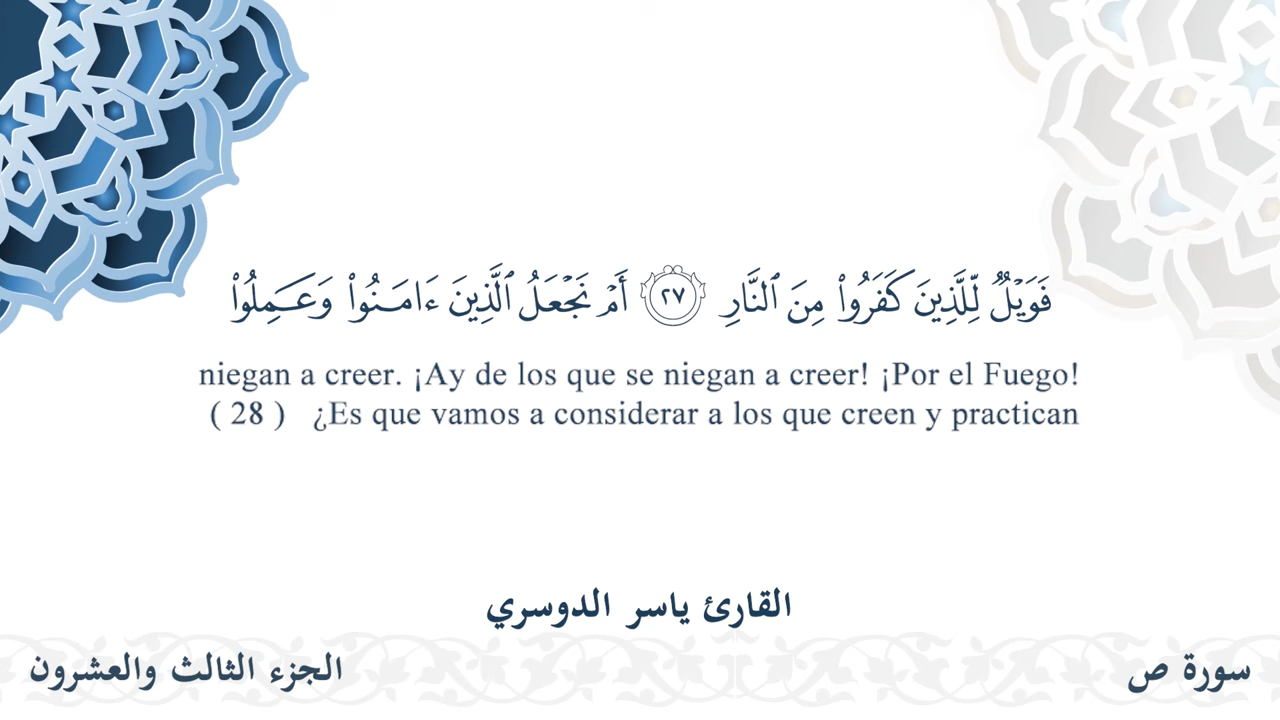 فَوَيْلٌ لِّلَّذِينَ كَفَرُوا۟ مِنَ ٱلنَّارِ ٢٧ أَمْ نَجْعَلُ ٱلَّذِينَ ءَامَنُوا۟ وَعَمِلُوا۟
niegan a creer. ¡Ay de los que se niegan a creer! ¡Por el Fuego!
( 28 ) ¿Es que vamos a considerar a los que creen y practican
القارئ ياسر الدوسري
سورة ص
الجزء الثالث والعشرون